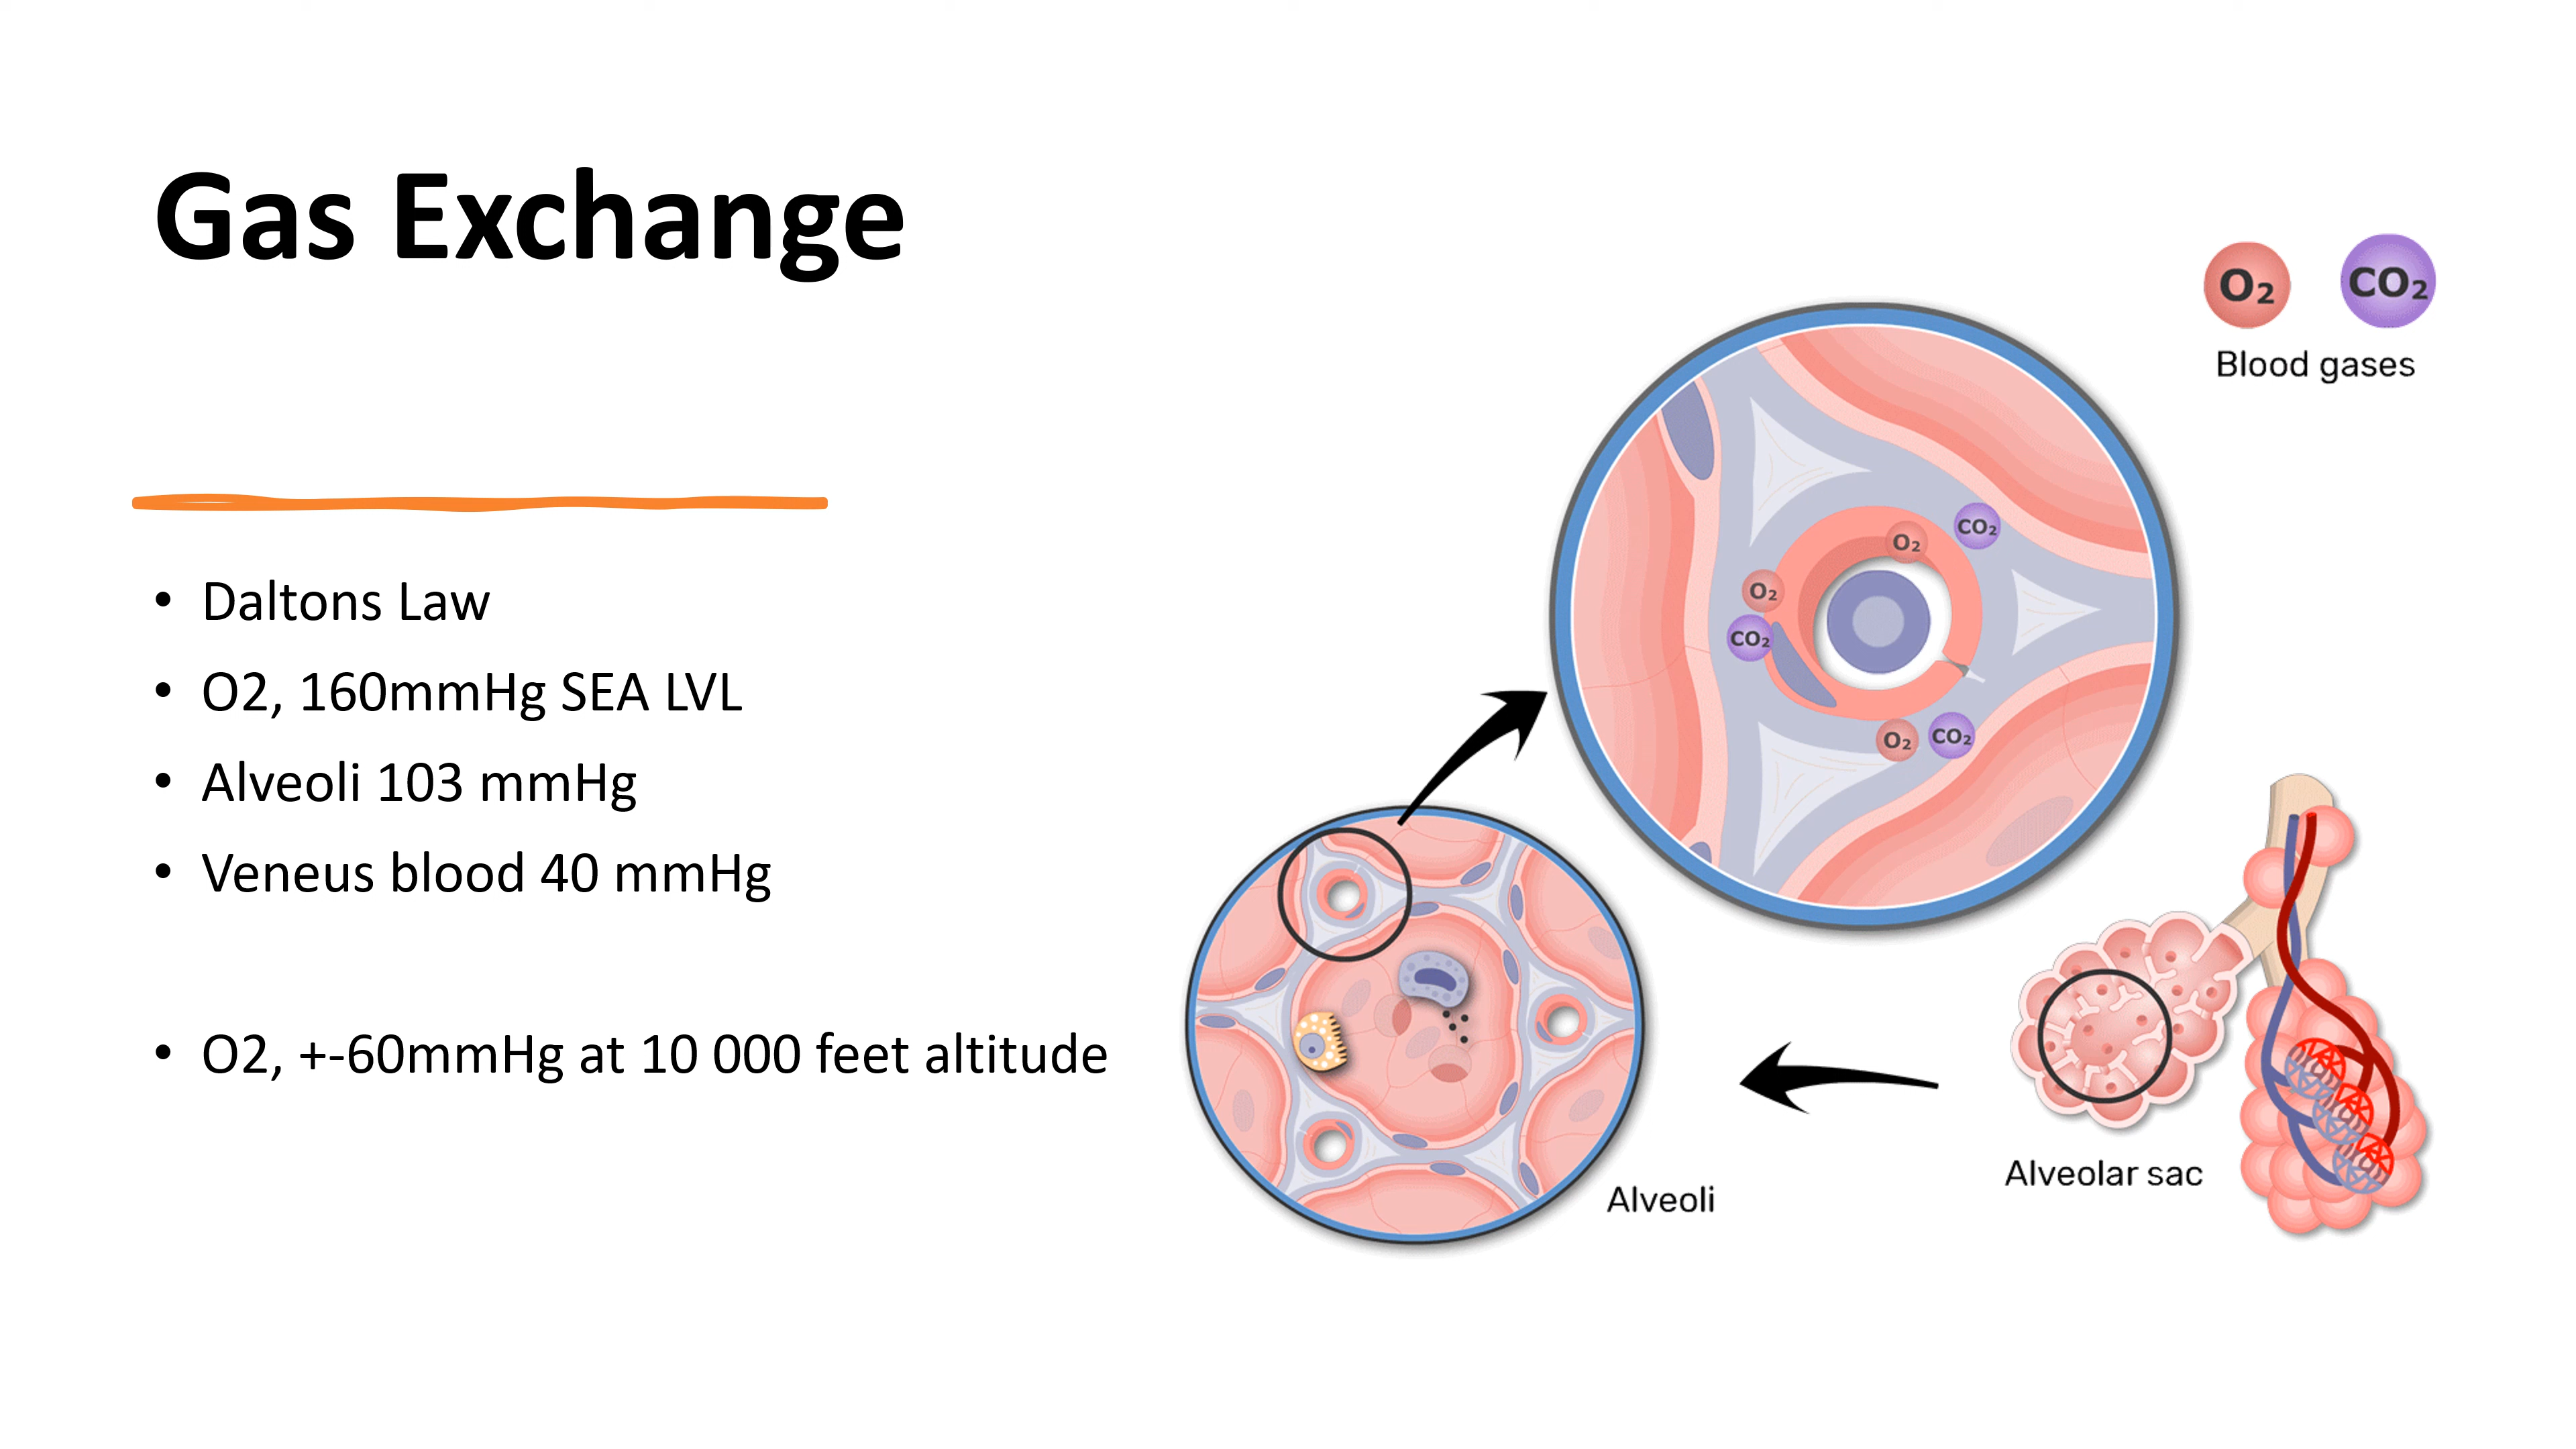 Gas Exchange
• Daltons Law
• O2, 160mmHg SEA LVL
• Alveoli 103 mmHg
• Veneus blood 40 mmHg
• O2, +-60mmHg at 10 000 feet altitude
O₂ CO₂
Blood gases
O₂ CO₂
O₂
CO₂
O₂ CO₂
Alveolar sac
Alveoli